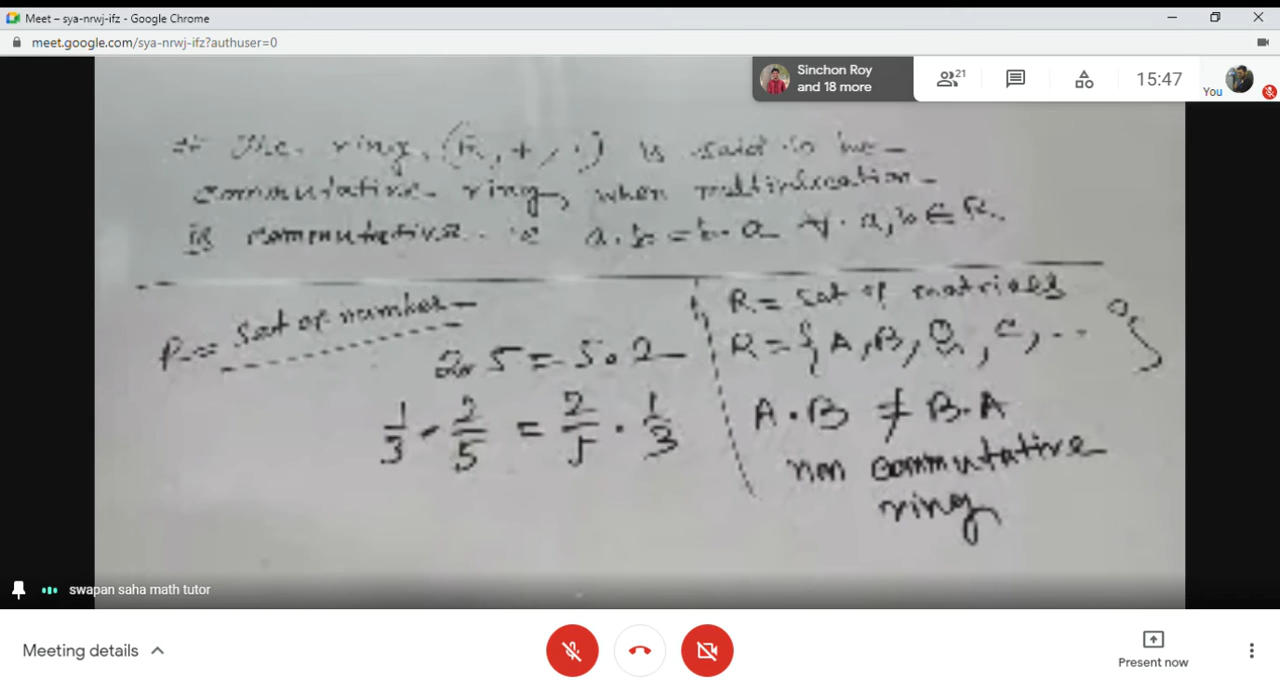 Meet – sya-nrwj-ifz - Google Chrome
meet.google.com/sya-nrwj-ifz?authuser=0
Sinchon Roy
and 18 more
21
15:47
You
The ring, (R, +, ·) is said to be
commutative ring, when multiplication
is commutative. ie a·b = b·a ∀ a, b ∈ R.
R = Set of number
2·5 = 5·2
1/3 · 2/5 = 2/5 · 1/3
R = Set of matrices
R = { A, B, C, ... }
A·B ≠ B·A
non commutative
ring
swapan saha math tutor
Meeting details
Present now